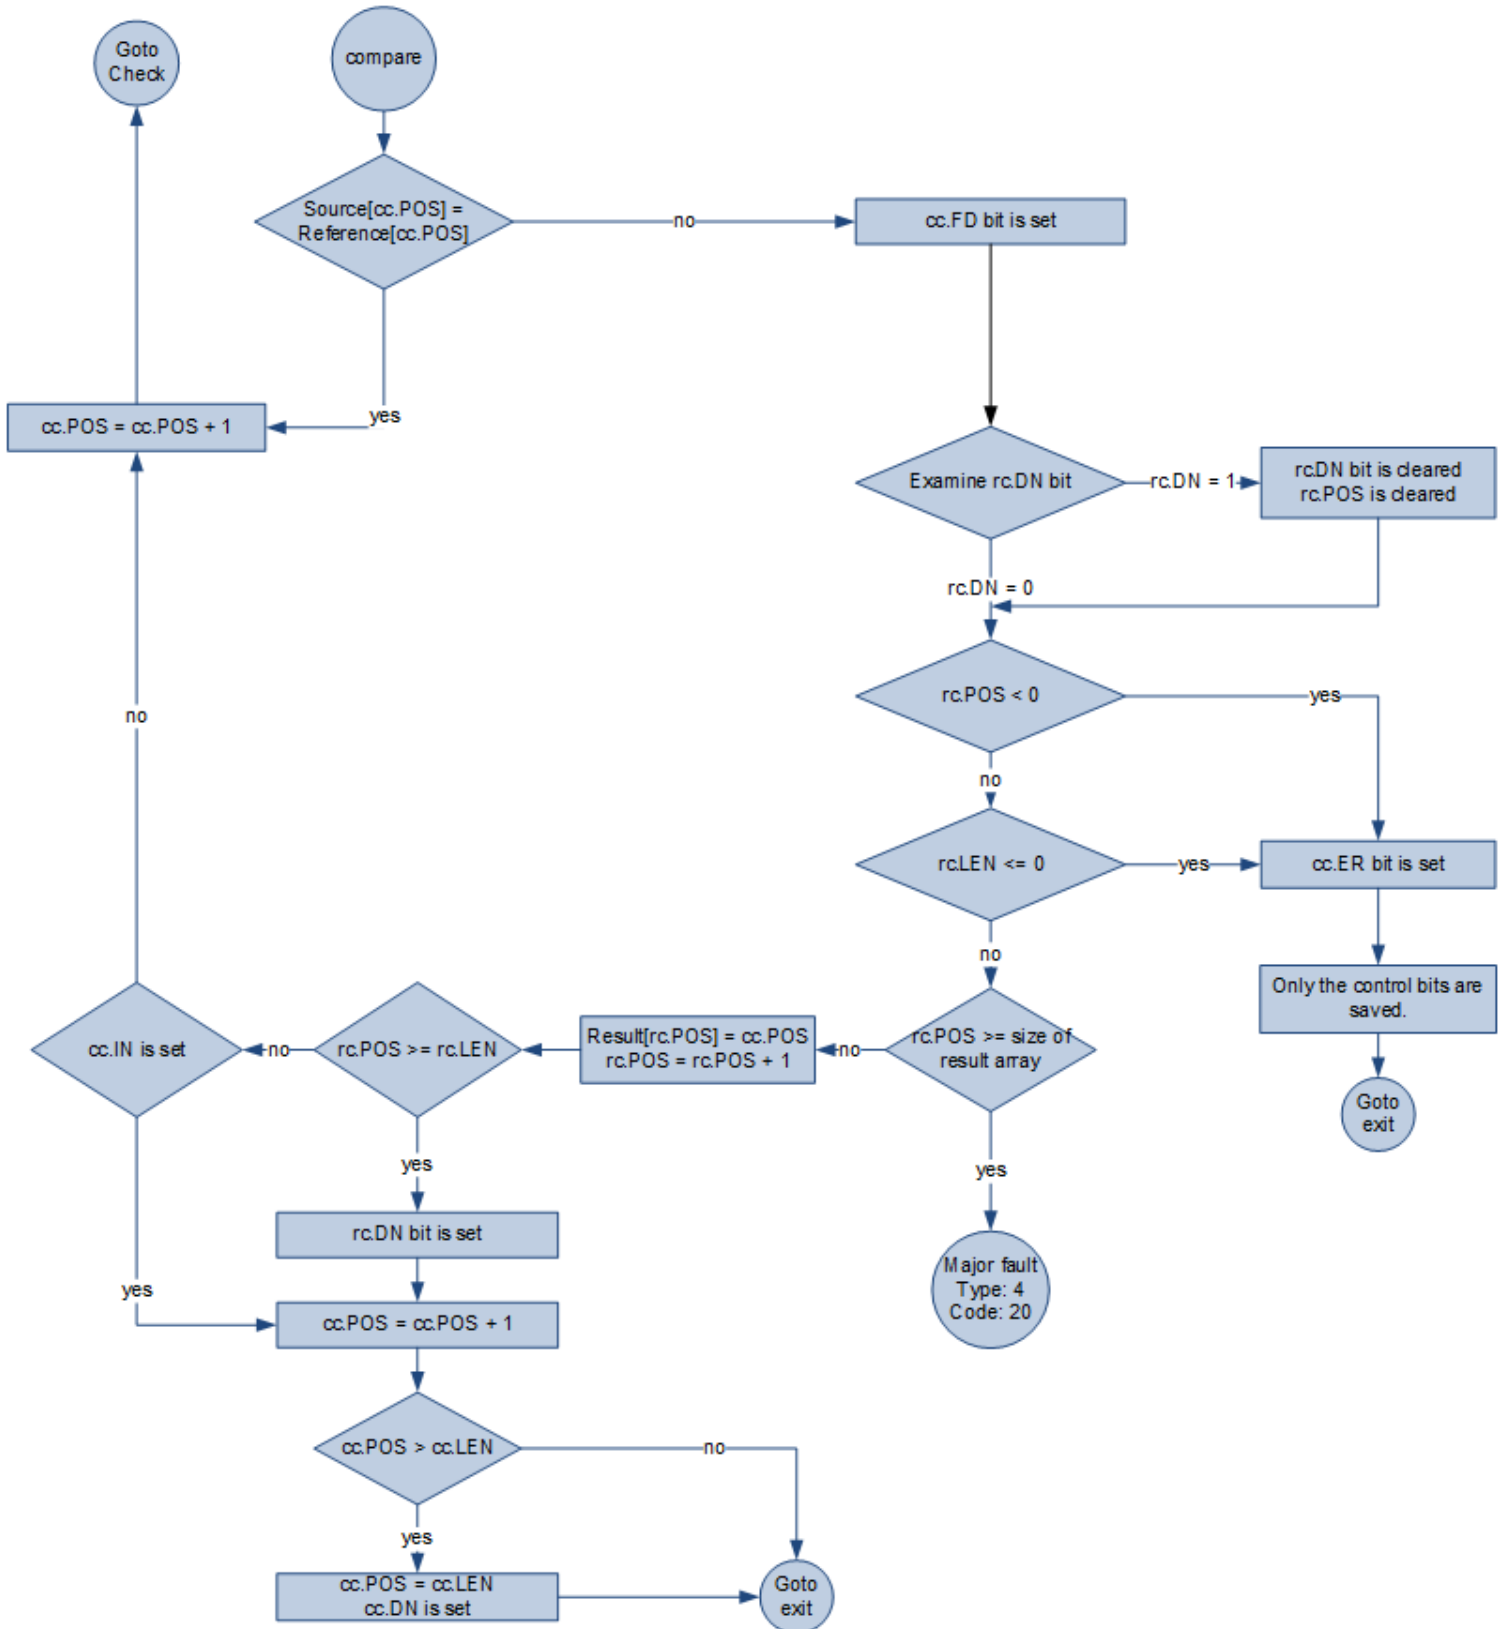 Goto
Check
compare
Source[cc.POS] =
Reference[cc.POS]
no
cc.FD bit is set
yes
cc.POS = cc.POS + 1
Examine rc.DN bit
rc.DN = 1
rc.DN bit is cleared
rc.POS is cleared
rc.DN = 0
rc.POS < 0
yes
no
no
rc.LEN <= 0
yes
cc.ER bit is set
no
Only the control bits are
saved.
cc.IN is set
no
rc.POS >= rc.LEN
Result[rc.POS] = cc.POS
rc.POS = rc.POS + 1
no
rc.POS >= size of
result array
Goto
exit
yes
yes
rc.DN bit is set
Major fault
Type: 4
Code: 20
yes
cc.POS = cc.POS + 1
cc.POS > cc.LEN
no
yes
cc.POS = cc.LEN
cc.DN is set
Goto
exit